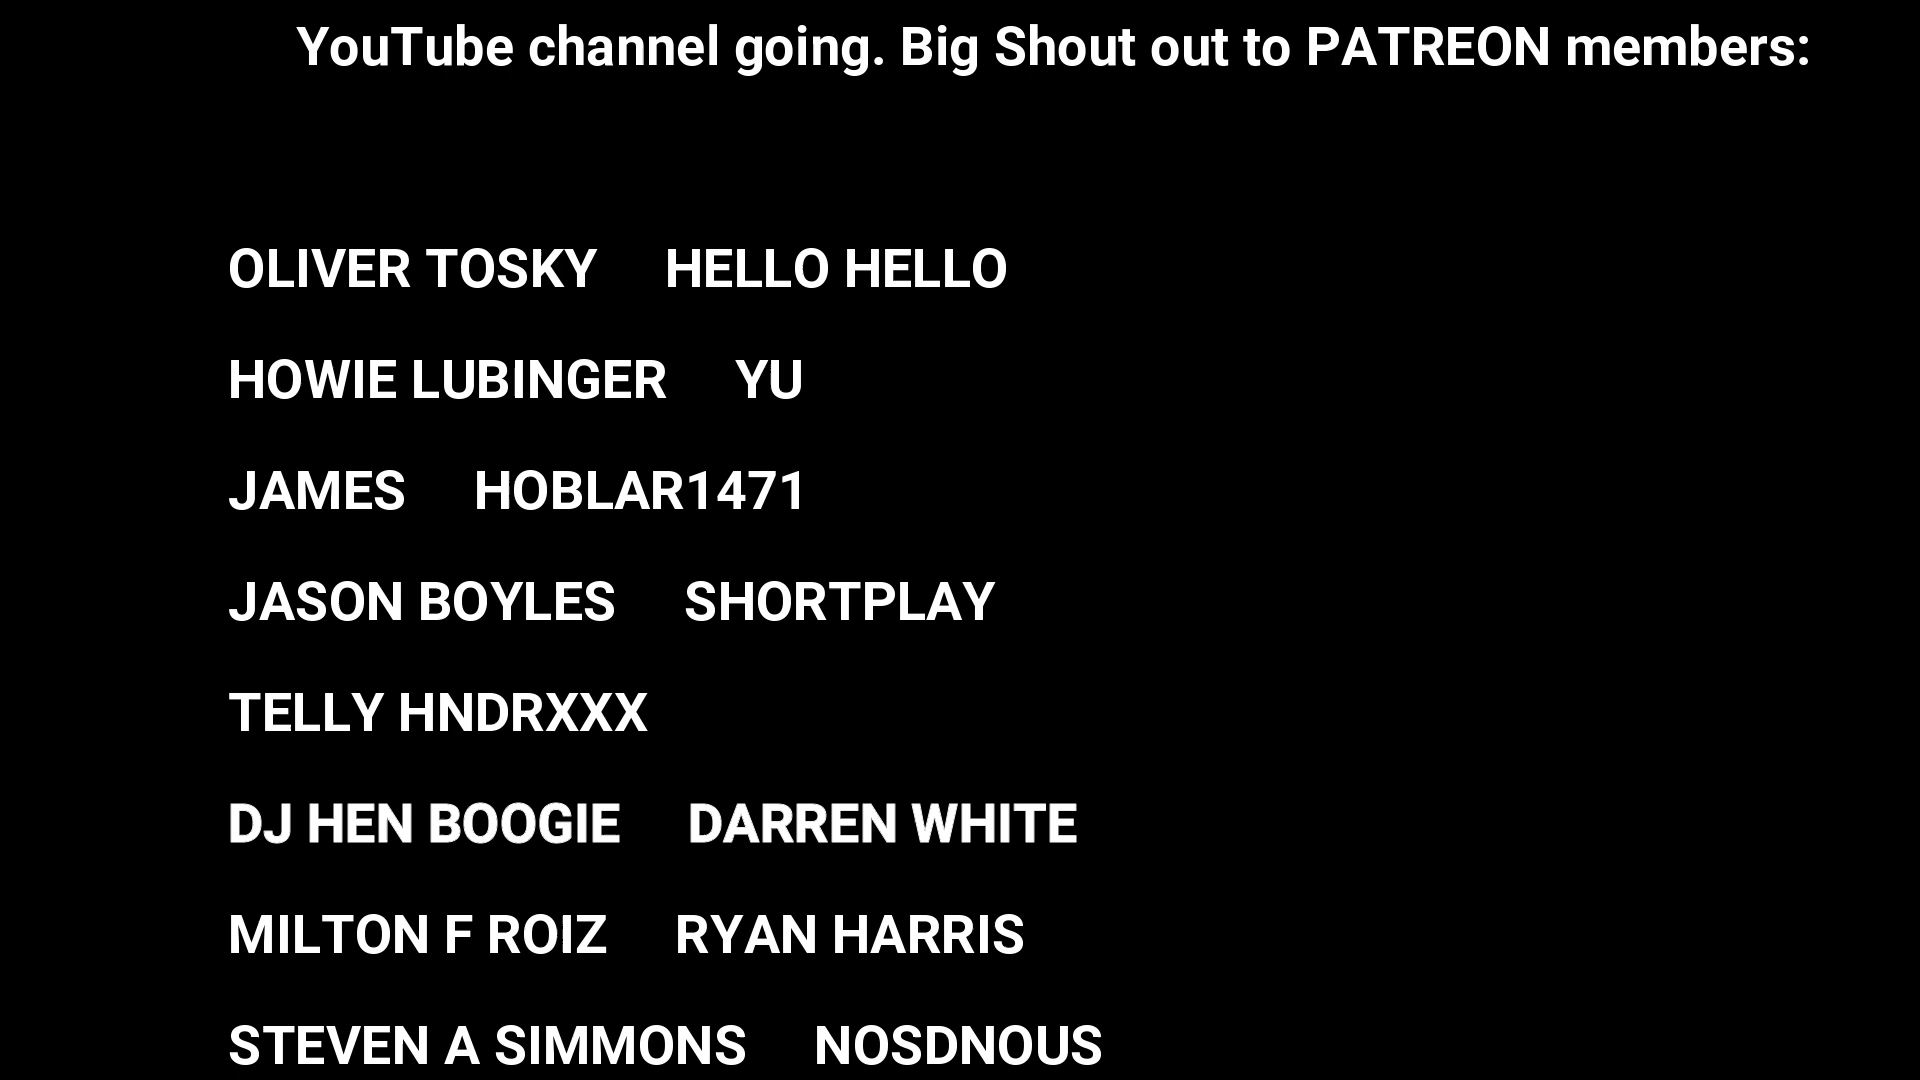 YouTube channel going. Big Shout out to PATREON members:
OLIVER TOSKY HELLO HELLO
HOWIE LUBINGER YU
JAMES HOBLAR1471
JASON BOYLES SHORTPLAY
TELLY HNDRXXX
DJ HEN BOOGIE DARREN WHITE
MILTON F ROIZ RYAN HARRIS
STEVEN A SIMMONS NOSDNOUS